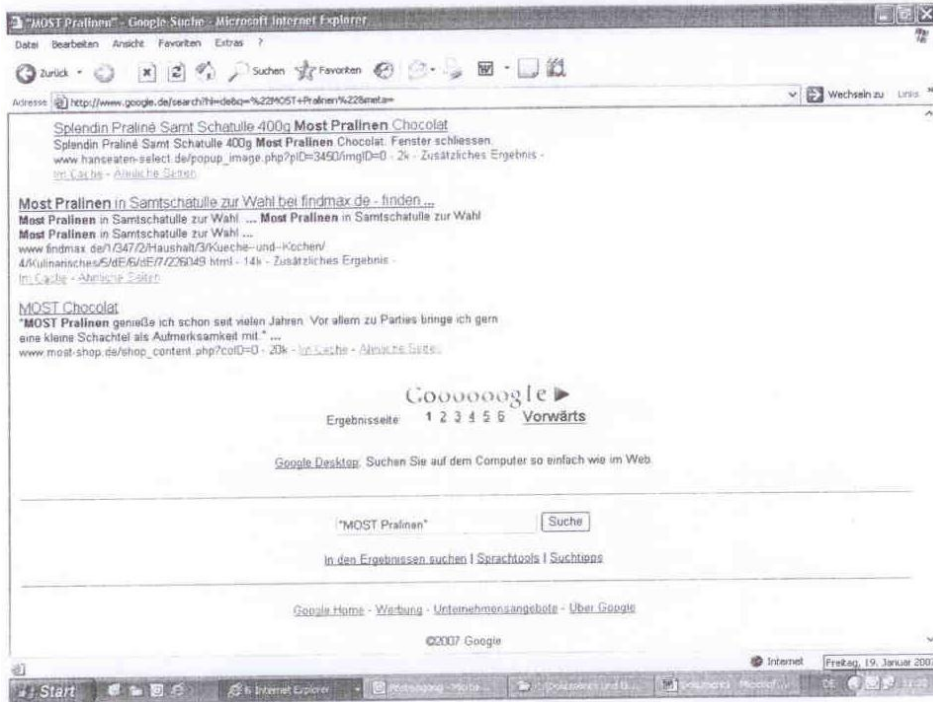 "MOST Pralinen" - Google-Suche - Microsoft Internet Explorer
Datei Bearbeiten Ansicht Favoriten Extras ?
Zurück Suchen Favoriten
Adresse http://www.google.de/search?hl=de&q=%22MOST+Pralinen%22&meta= Wechseln zu Links »
Splendin Praliné Samt Schatulle 400g Most Pralinen Chocolat
Splendin Praliné Samt Schatulle 400g Most Pralinen Chocolat. Fenster schliessen.
www.hanseaten-select.de/popup_image.php?pID=3450/imgID=0 - 2k - Zusätzliches Ergebnis -
Im Cache - Ähnliche Seiten
Most Pralinen in Samtschatulle zur Wahl bei findmax.de - finden ...
Most Pralinen in Samtschatulle zur Wahl. ... Most Pralinen in Samtschatulle zur Wahl
Most Pralinen in Samtschatulle zur Wahl ...
www.findmax.de/1/347/2/Haushalt/3/Kueche--und--Kochen/
4/Kulinarisches/5/dE/6/dE/7/226049.html - 14k - Zusätzliches Ergebnis -
Im Cache - Ähnliche Seiten
MOST Chocolat
"MOST Pralinen genieße ich schon seit vielen Jahren. Vor allem zu Parties bringe ich gern
eine kleine Schachtel als Aufmerksamkeit mit." ...
www.most-shop.de/shop_content.php?coID=0 - 20k - Im Cache - Ähnliche Seiten
Goooooogle
Ergebnisseite: 1 2 3 4 5 6 Vorwärts
Google Desktop: Suchen Sie auf dem Computer so einfach wie im Web.
"MOST Pralinen" Suche
In den Ergebnissen suchen | Sprachtools | Suchtipps
Google Home - Werbung - Unternehmensangebote - Über Google
©2007 Google
Internet Freitag, 19. Januar 2007
Start 6 Internet Explorer DE